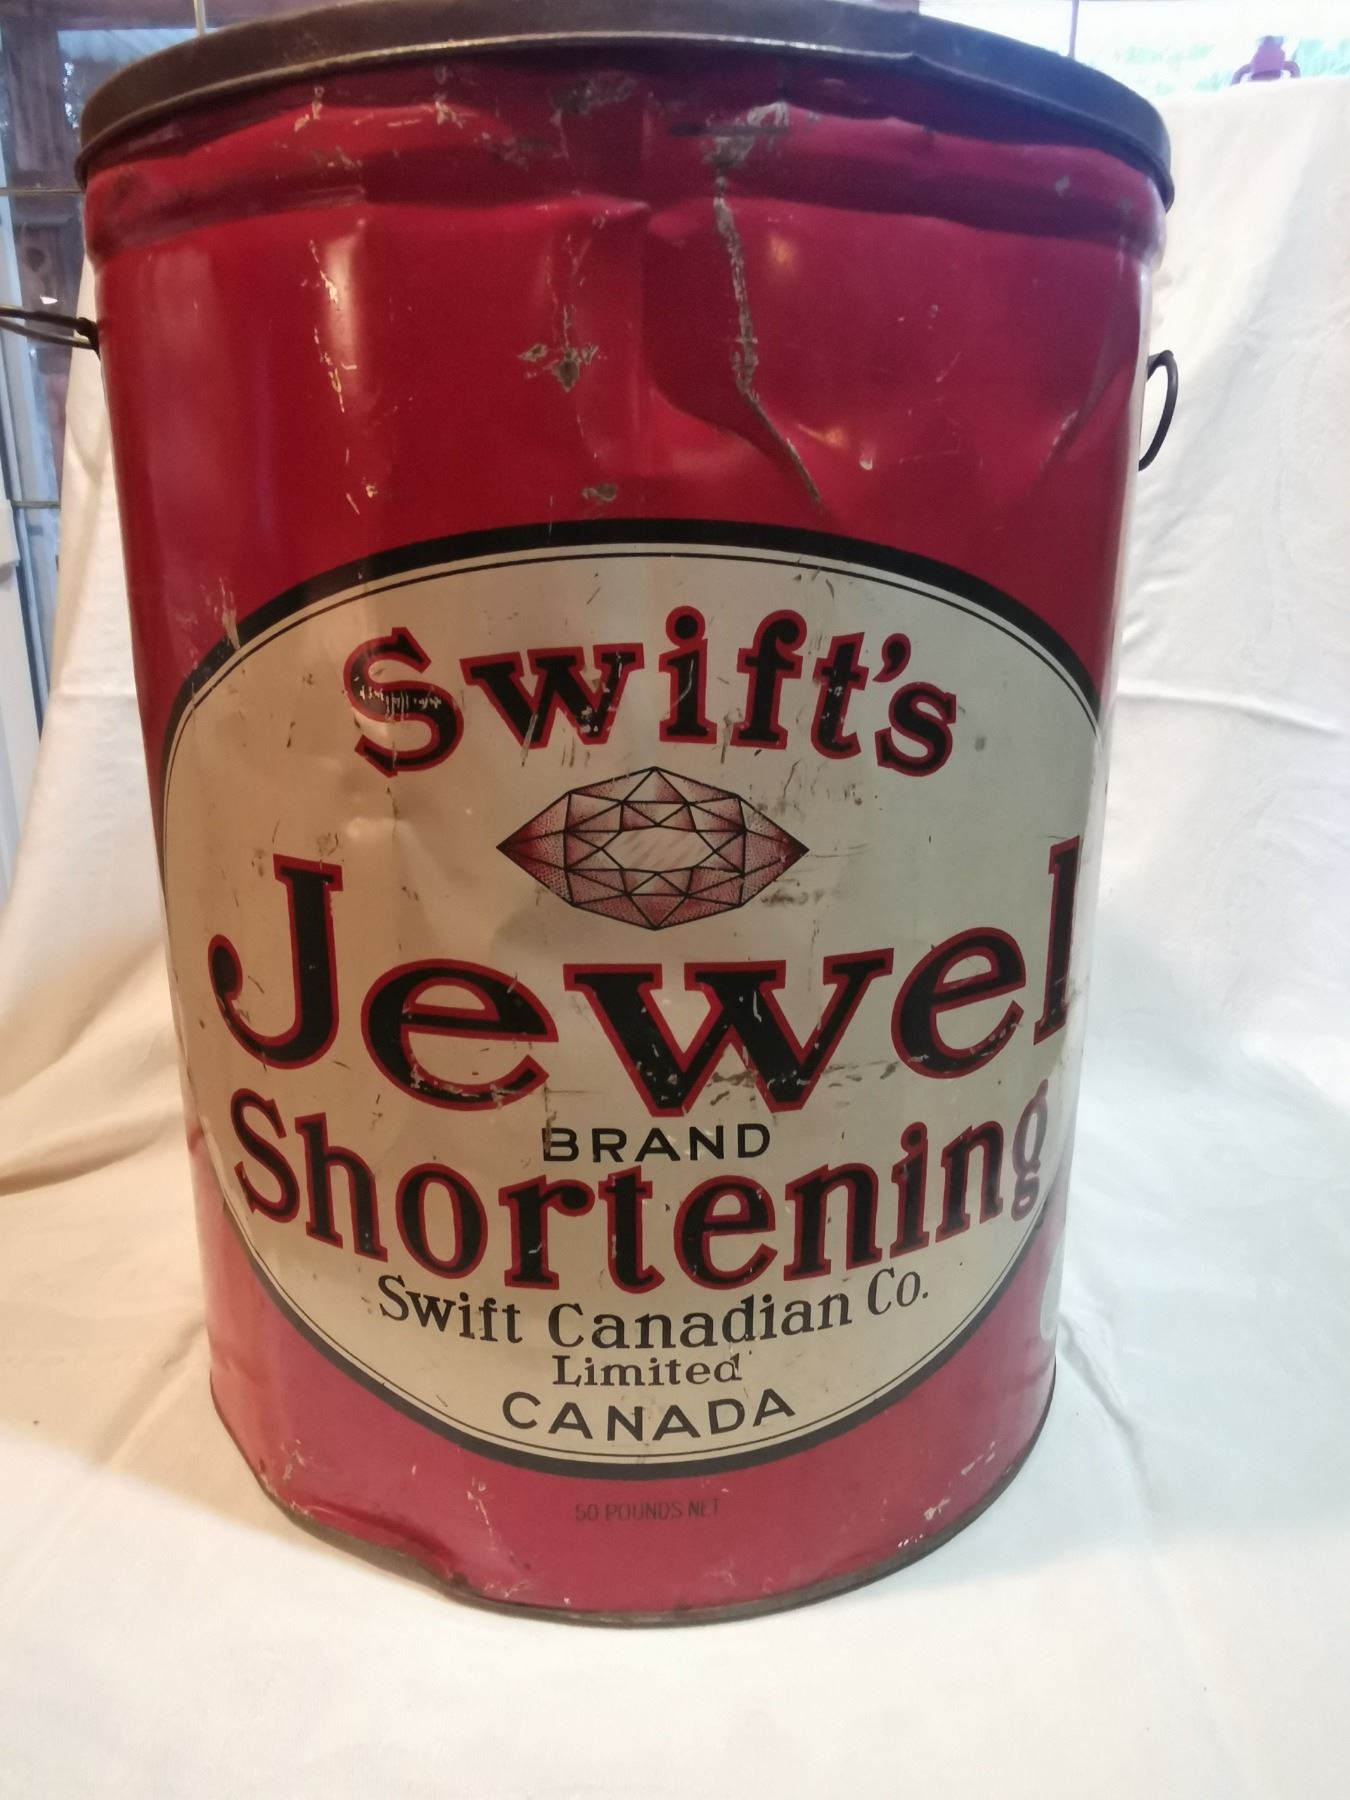 Swift's
Jewel
BRAND
Shortening
Swift Canadian Co.
Limited
CANADA
50 POUNDS NET